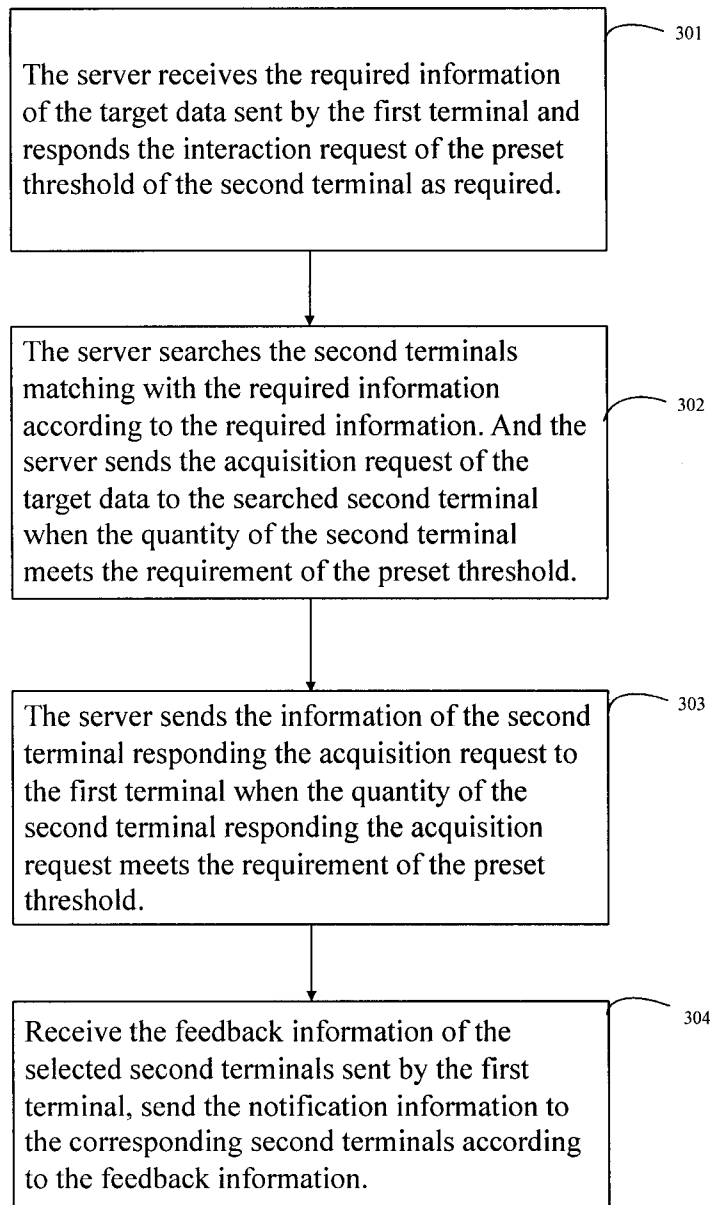 301
The server receives the required information
of the target data sent by the first terminal and
responds the interaction request of the preset
threshold of the second terminal as required.
The server searches the second terminals
matching with the required information
according to the required information. And the
server sends the acquisition request of the
target data to the searched second terminal
when the quantity of the second terminal
meets the requirement of the preset threshold.
302
The server sends the information of the second
terminal responding the acquisition request to
the first terminal when the quantity of the
second terminal responding the acquisition
request meets the requirement of the preset
threshold.
303
Receive the feedback information of the
selected second terminals sent by the first
terminal, send the notification information to
the corresponding second terminals according
to the feedback information.
304